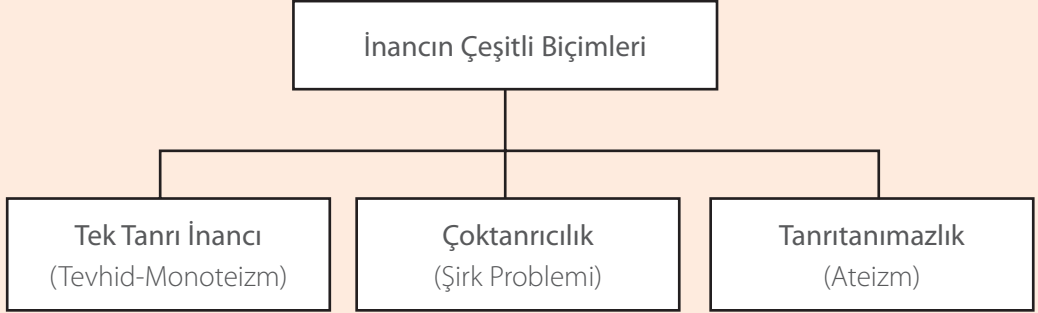 İnancın Çeşitli Biçimleri
Tek Tanrı İnancı
(Tevhid-Monoteizm)
Çoktanrıcılık
(Şirk Problemi)
Tanrıtanımazlık
(Ateizm)